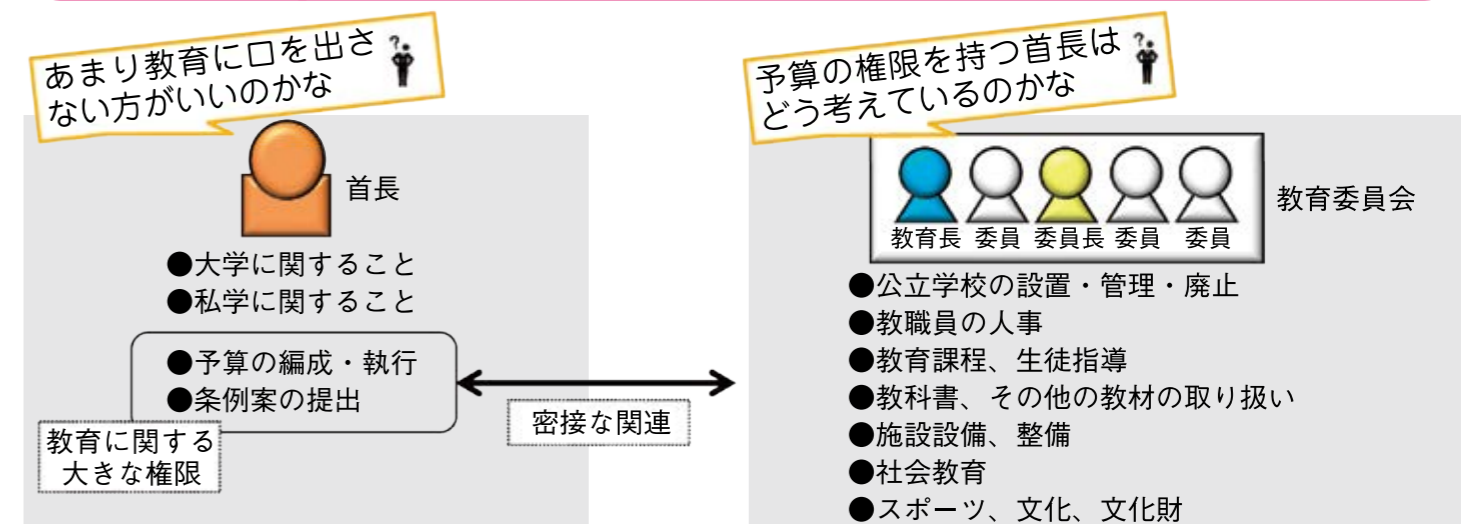 あまり教育に口を出さ
ない方がいいのかな
首長
●大学に関すること
●私学に関すること
●予算の編成・執行
●条例案の提出
教育に関する
大きな権限
密接な関連
予算の権限を持つ首長は
どう考えているのかな
教育長 委員 委員長 委員 委員
教育委員会
●公立学校の設置・管理・廃止
●教職員の人事
●教育課程、生徒指導
●教科書、その他の教材の取り扱い
●施設設備、整備
●社会教育
●スポーツ、文化、文化財